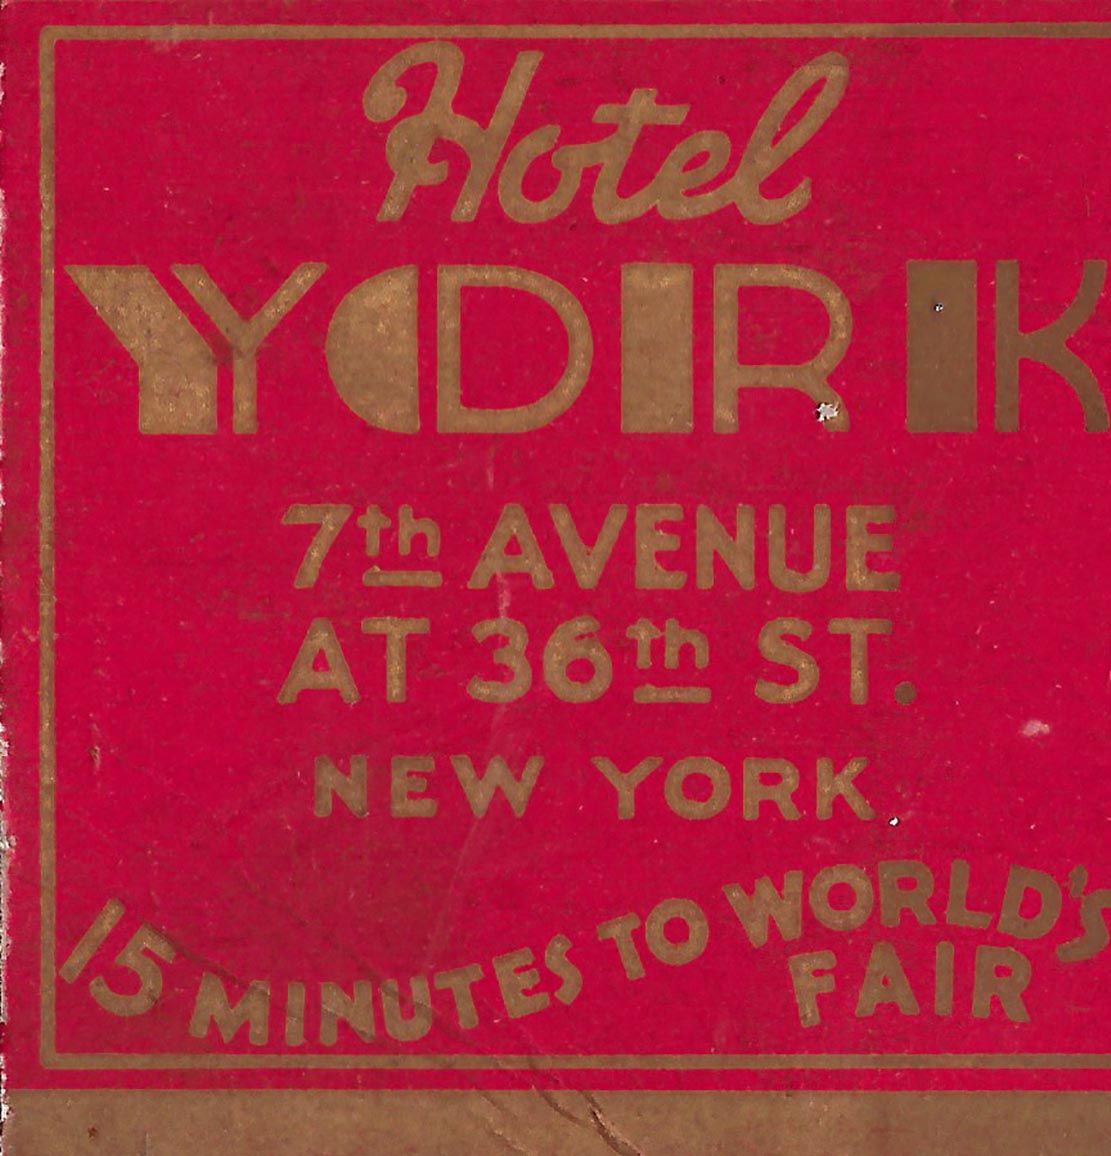 Hotel
YORK
7th AVENUE
AT 36th ST.
NEW YORK
15 MINUTES TO WORLD'S
FAIR